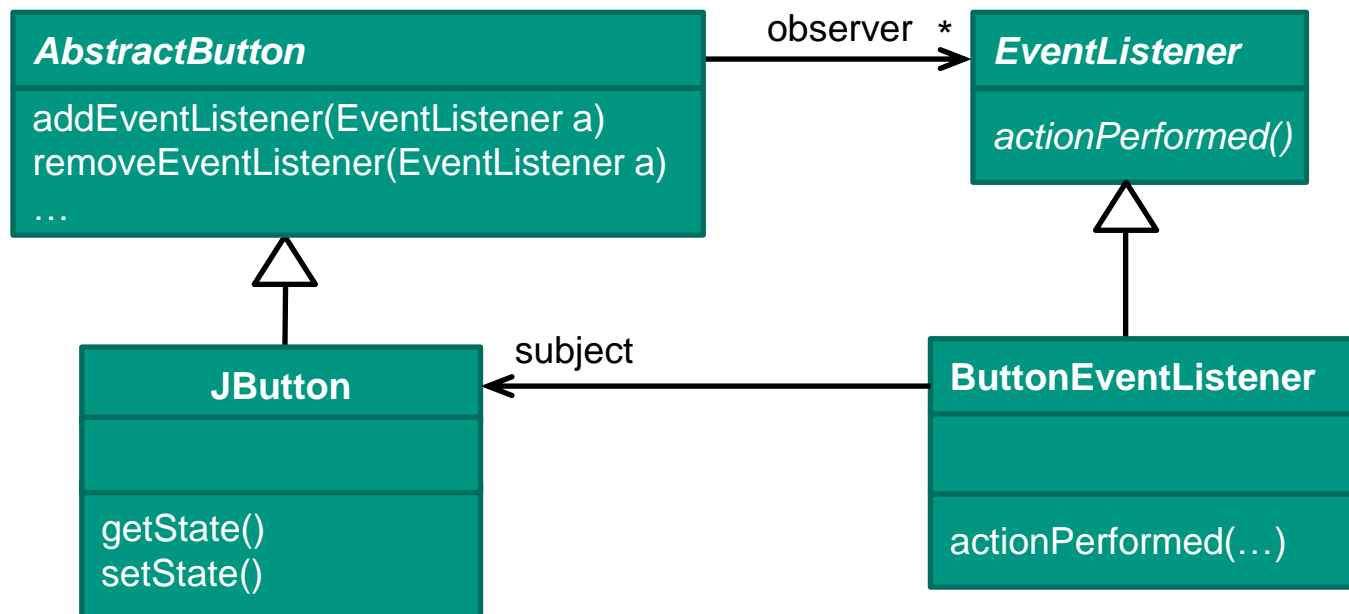 AbstractButton
addEventListener(EventListener a)
removeEventListener(EventListener a)
…
observer *
EventListener
actionPerformed()
JButton
getState()
setState()
subject
ButtonEventListener
actionPerformed(…)